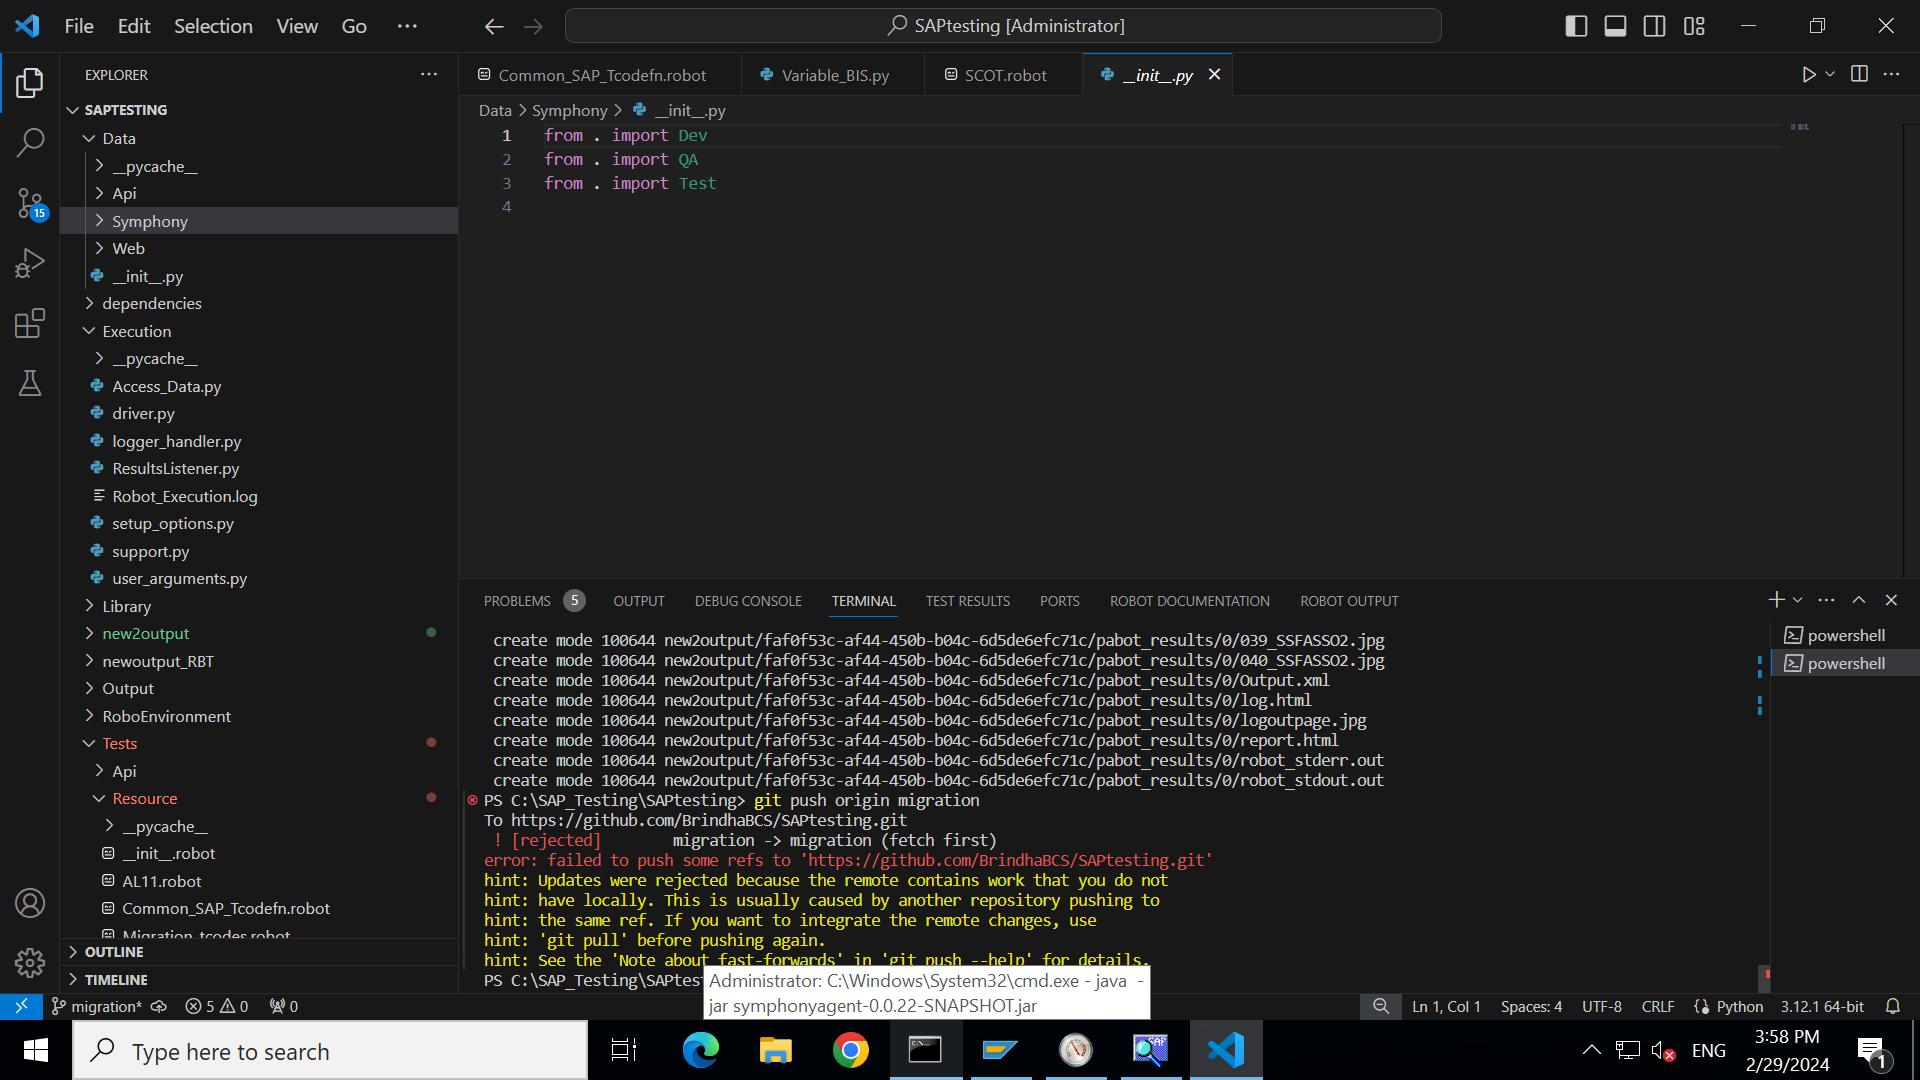 File Edit Selection View Go ···
SAPtesting [Administrator]
EXPLORER
SAPTESTING
Data
__pycache__
Api
Symphony
Web
__init__.py
dependencies
Execution
__pycache__
Access_Data.py
driver.py
logger_handler.py
ResultsListener.py
Robot_Execution.log
setup_options.py
support.py
user_arguments.py
Library
new2output
newoutput_RBT
Output
RoboEnvironment
Tests
Api
Resource
__pycache__
__init__.robot
AL11.robot
Common_SAP_Tcodefn.robot
Migration_tcodes.robot
OUTLINE
TIMELINE
15
Common_SAP_Tcodefn.robot Variable_BIS.py SCOT.robot __init__.py
Data > Symphony > __init__.py
1 from . import Dev
2 from . import QA
3 from . import Test
4
PROBLEMS 5 OUTPUT DEBUG CONSOLE TERMINAL TEST RESULTS PORTS ROBOT DOCUMENTATION ROBOT OUTPUT
create mode 100644 new2output/faf0f53c-af44-450b-b04c-6d5de6efc71c/pabot_results/0/039_SSFASSO2.jpg
create mode 100644 new2output/faf0f53c-af44-450b-b04c-6d5de6efc71c/pabot_results/0/040_SSFASSO2.jpg
create mode 100644 new2output/faf0f53c-af44-450b-b04c-6d5de6efc71c/pabot_results/0/Output.xml
create mode 100644 new2output/faf0f53c-af44-450b-b04c-6d5de6efc71c/pabot_results/0/log.html
create mode 100644 new2output/faf0f53c-af44-450b-b04c-6d5de6efc71c/pabot_results/0/logoutpage.jpg
create mode 100644 new2output/faf0f53c-af44-450b-b04c-6d5de6efc71c/pabot_results/0/report.html
create mode 100644 new2output/faf0f53c-af44-450b-b04c-6d5de6efc71c/pabot_results/0/robot_stderr.out
create mode 100644 new2output/faf0f53c-af44-450b-b04c-6d5de6efc71c/pabot_results/0/robot_stdout.out
PS C:\SAP_Testing\SAPtesting> git push origin migration
To https://github.com/BrindhaBCS/SAPtesting.git
! [rejected] migration -> migration (fetch first)
error: failed to push some refs to 'https://github.com/BrindhaBCS/SAPtesting.git'
hint: Updates were rejected because the remote contains work that you do not
hint: have locally. This is usually caused by another repository pushing to
hint: the same ref. If you want to integrate the remote changes, use
hint: 'git pull' before pushing again.
hint: See the 'Note about fast-forwards' in 'git push --help' for details.
PS C:\SAP_Testing\SAPtes
powershell
powershell
Administrator: C:\Windows\System32\cmd.exe - java -
jar symphonyagent-0.0.22-SNAPSHOT.jar
migration* 5 0 0 Ln 1, Col 1 Spaces: 4 UTF-8 CRLF Python 3.12.1 64-bit
Type here to search
ENG
3:58 PM
2/29/2024
1